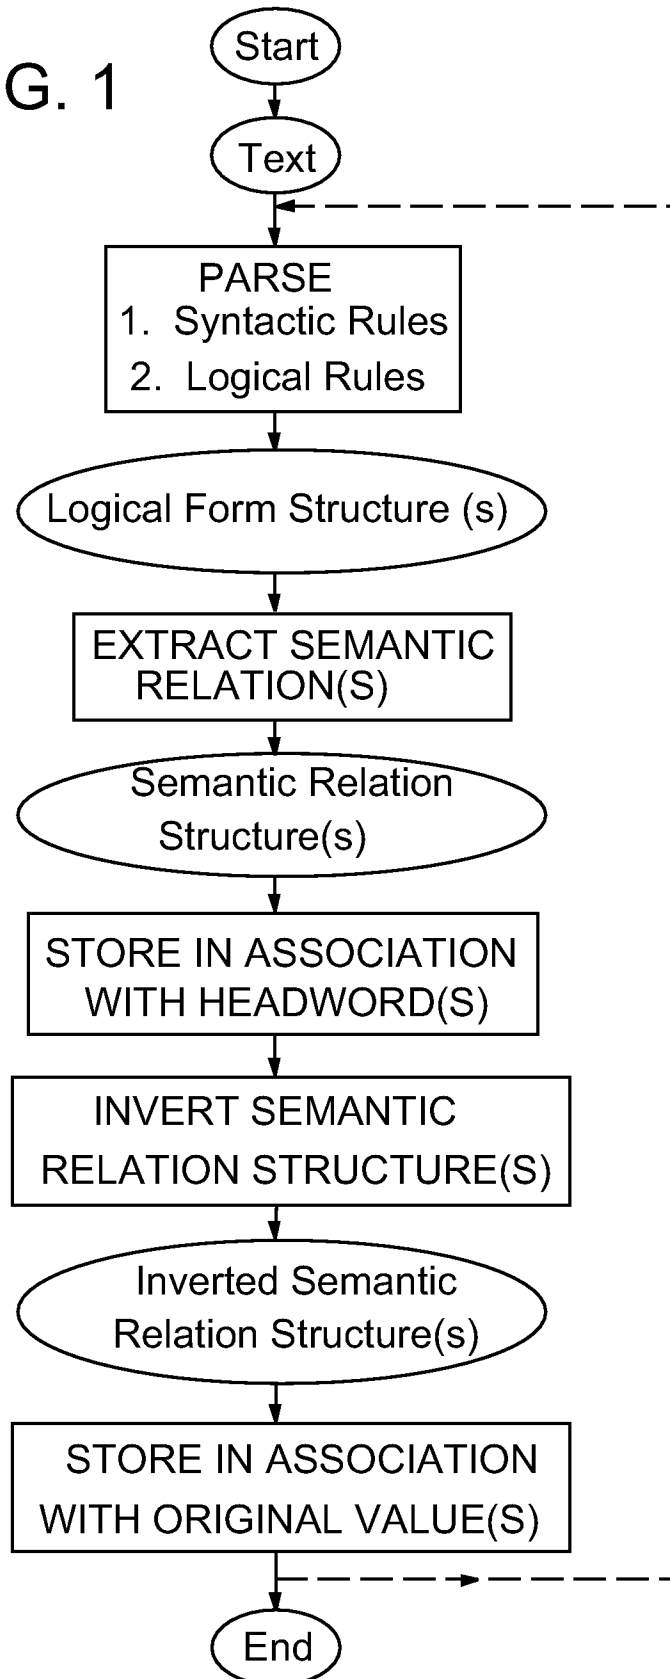 Start
G. 1
Text
PARSE
1. Syntactic Rules
2. Logical Rules
Logical Form Structure (s)
EXTRACT SEMANTIC
RELATION(S)
Semantic Relation
Structure(s)
STORE IN ASSOCIATION
WITH HEADWORD(S)
INVERT SEMANTIC
RELATION STRUCTURE(S)
Inverted Semantic
Relation Structure(s)
STORE IN ASSOCIATION
WITH ORIGINAL VALUE(S)
End